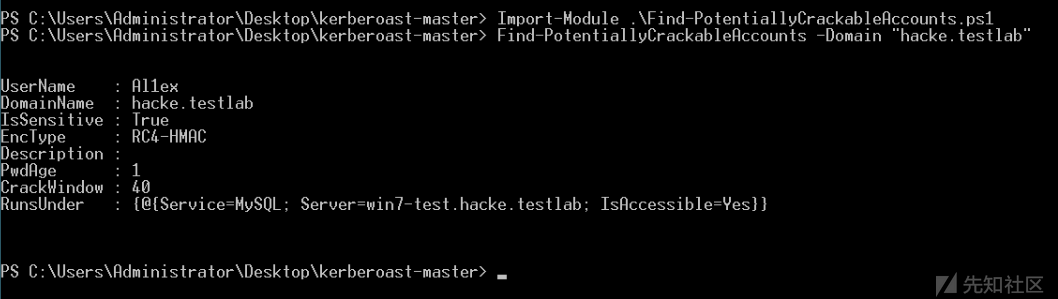 PS C:\Users\Administrator\Desktop\kerberoast-master> Import-Module .\Find-PotentiallyCrackableAccounts.ps1
PS C:\Users\Administrator\Desktop\kerberoast-master> Find-PotentiallyCrackableAccounts -Domain "hacke.testlab"
UserName    : Al1ex
DomainName  : hacke.testlab
IsSensitive : True
EncType     : RC4-HMAC
Description :
PwdAge      : 1
CrackWindow : 40
RunsUnder   : {@{Service=MySQL; Server=win7-test.hacke.testlab; IsAccessible=Yes}}
PS C:\Users\Administrator\Desktop\kerberoast-master> _
先知社区